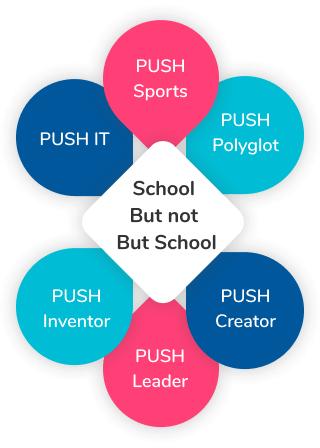 PUSH
Sports
PUSH IT
PUSH
Polyglot
School
But not
But School
PUSH
Inventor
PUSH
Creator
PUSH
Leader